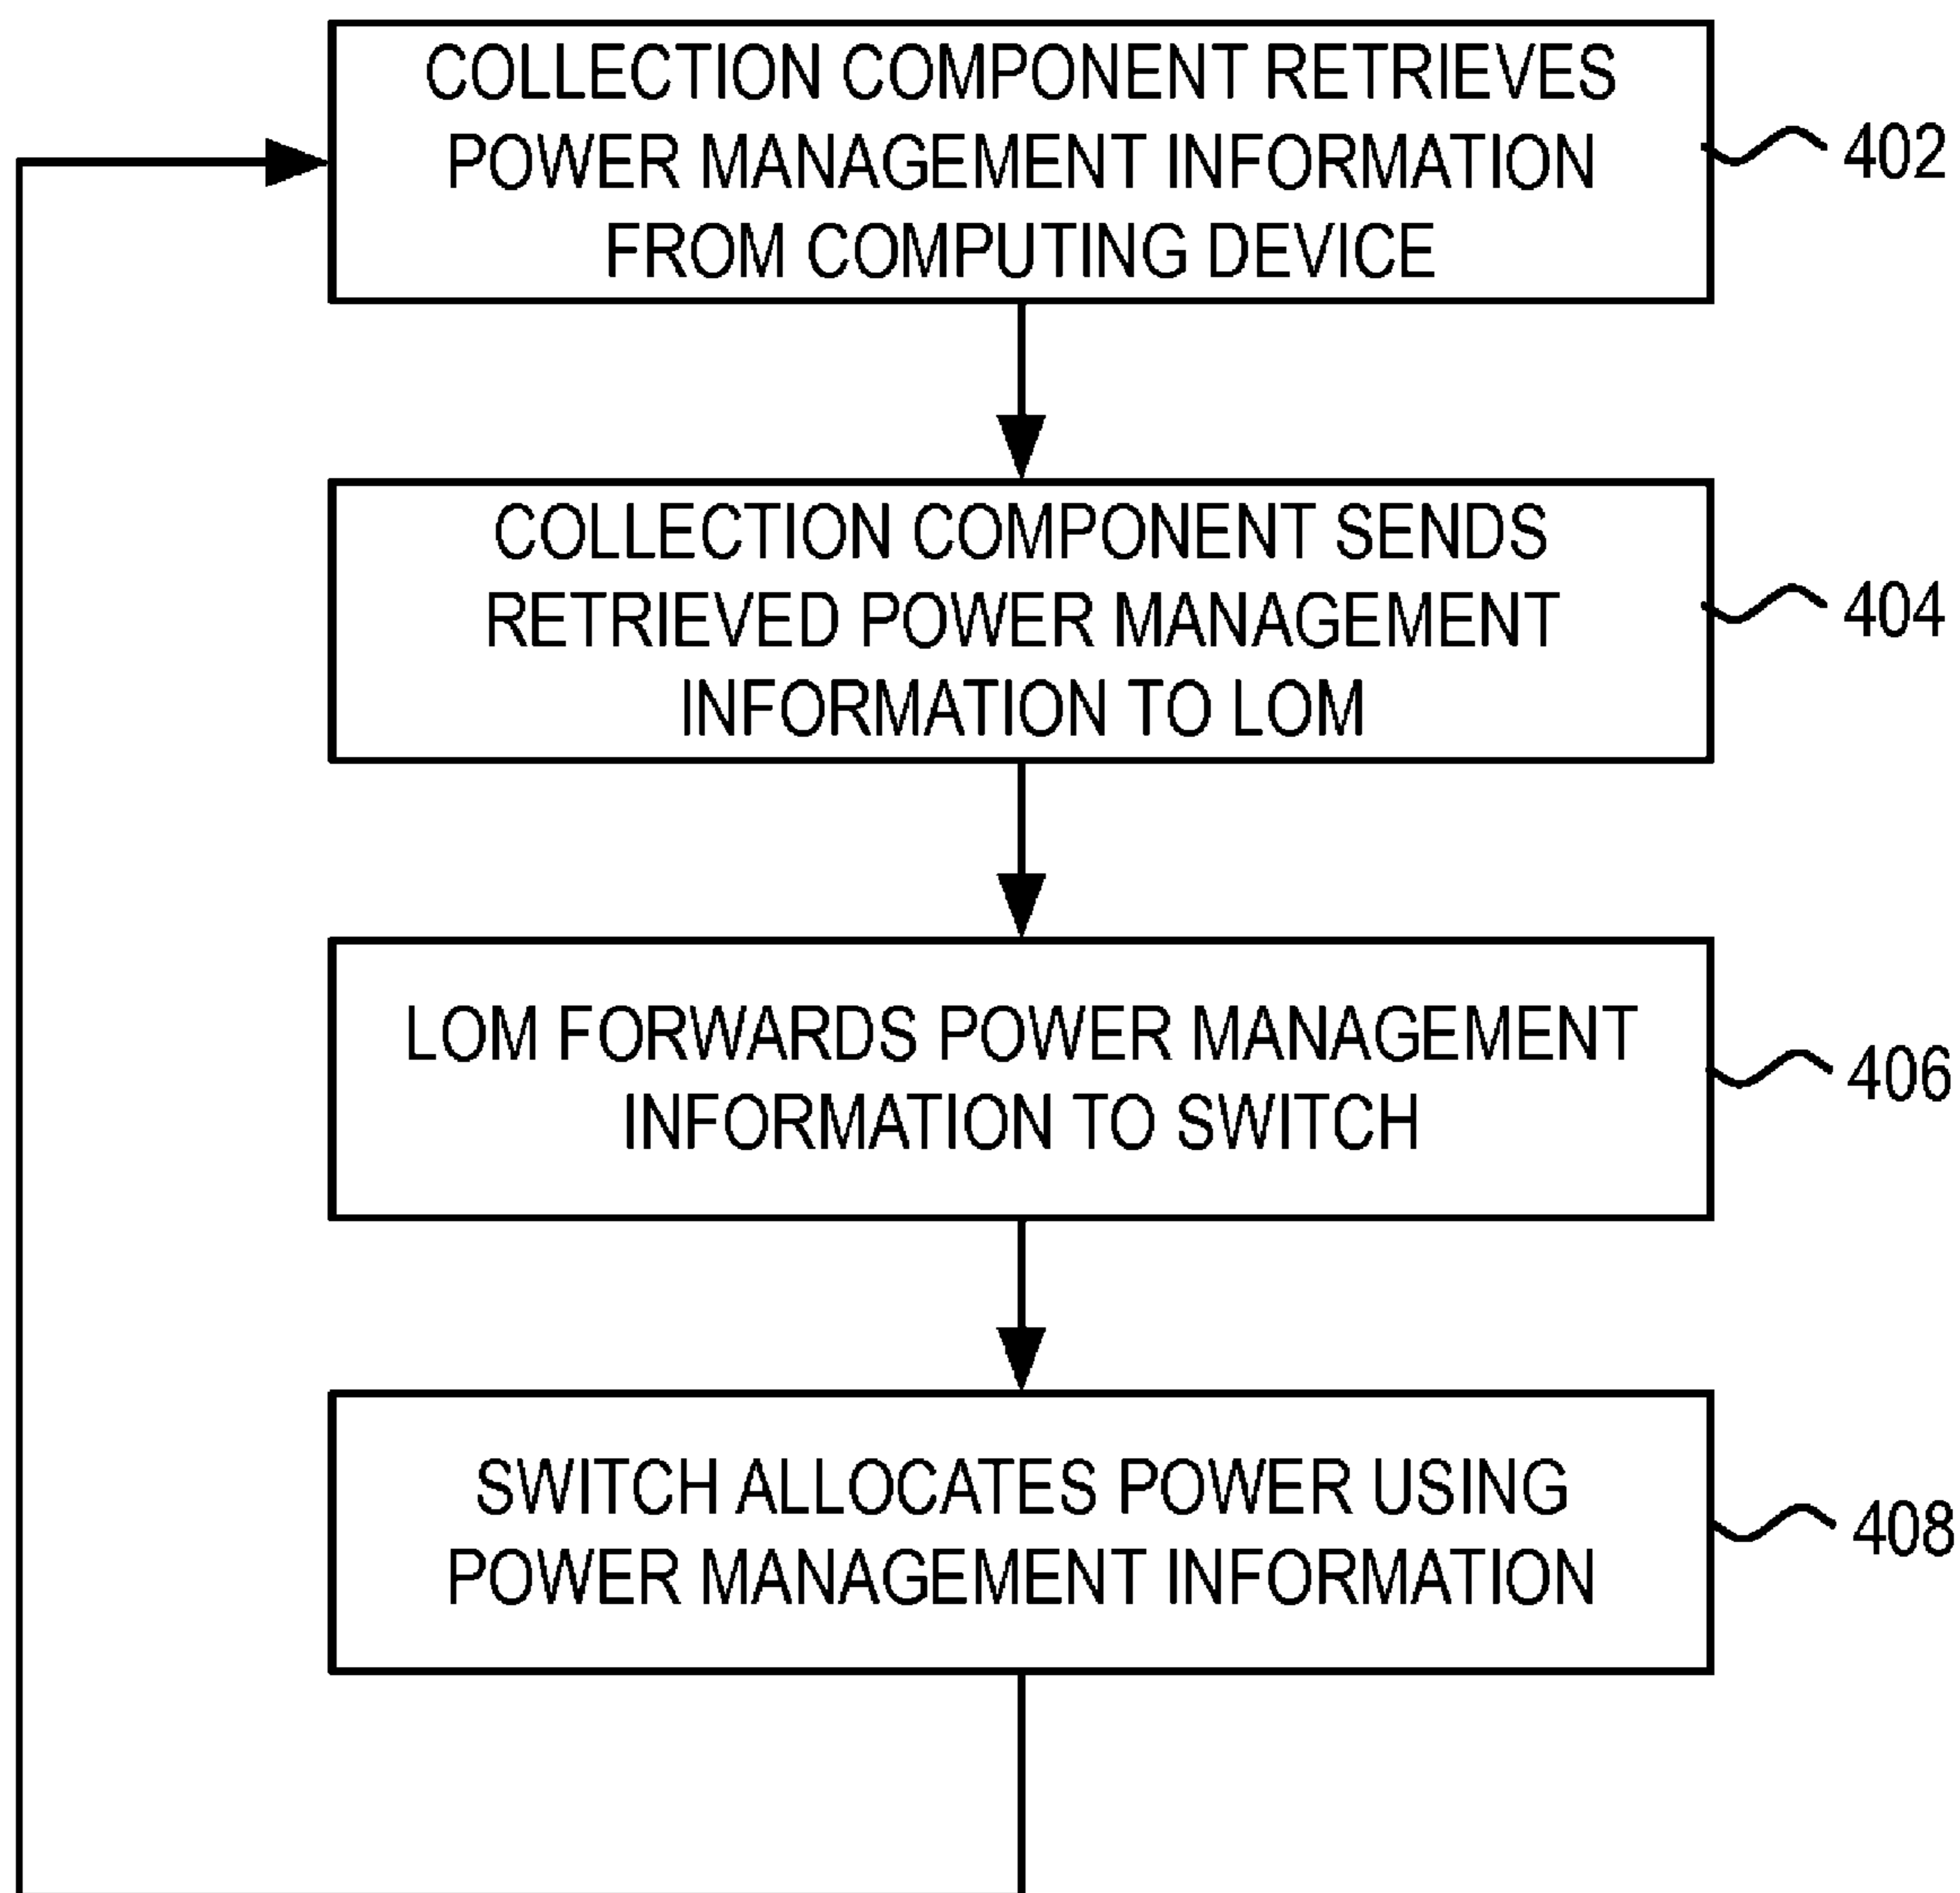 COLLECTION COMPONENT RETRIEVES
POWER MANAGEMENT INFORMATION
FROM COMPUTING DEVICE
402
COLLECTION COMPONENT SENDS
RETRIEVED POWER MANAGEMENT
INFORMATION TO LOM
404
LOM FORWARDS POWER MANAGEMENT
INFORMATION TO SWITCH
406
SWITCH ALLOCATES POWER USING
POWER MANAGEMENT INFORMATION
408